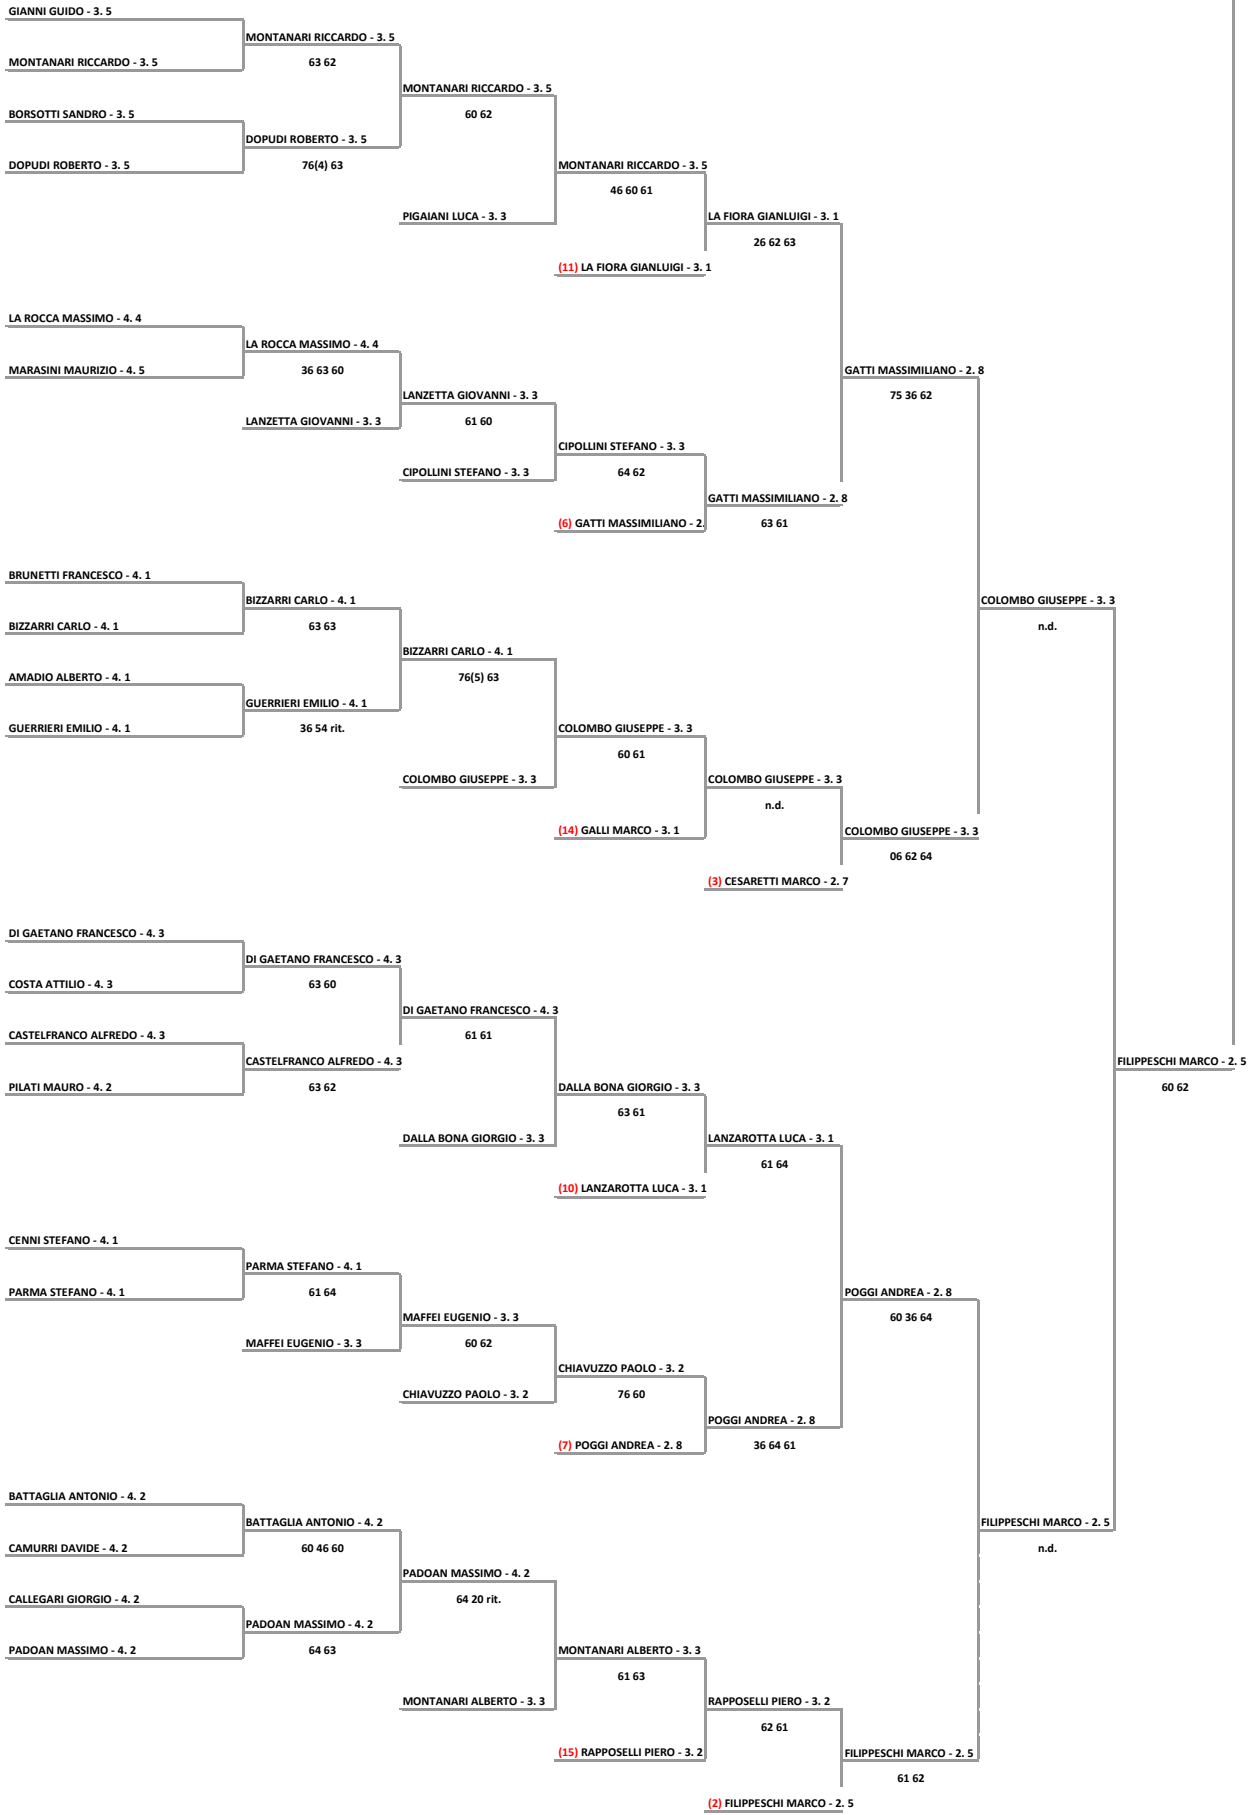 GIANNI GUIDO - 3. 5
MONTANARI RICCARDO - 3. 5
MONTANARI RICCARDO - 3. 5
63 62
MONTANARI RICCARDO - 3. 5
60 62
BORSOTTI SANDRO - 3. 5
DOPUDI ROBERTO - 3. 5
DOPUDI ROBERTO - 3. 5
76(4) 63
MONTANARI RICCARDO - 3. 5
46 60 61
PIGAIANI LUCA - 3. 3
LA FIORA GIANLUIGI - 3. 1
26 62 63
(11) LA FIORA GIANLUIGI - 3. 1
LA ROCCA MASSIMO - 4. 4
LA ROCCA MASSIMO - 4. 4
MARASINI MAURIZIO - 4. 5
36 63 60
GATTI MASSIMILIANO - 2. 8
75 36 62
LANZETTA GIOVANNI - 3. 3
LANZETTA GIOVANNI - 3. 3
61 60
CIPOLLINI STEFANO - 3. 3
CIPOLLINI STEFANO - 3. 3
64 62
GATTI MASSIMILIANO - 2. 8
(6) GATTI MASSIMILIANO - 2.
63 61
BRUNETTI FRANCESCO - 4. 1
BIZZARRI CARLO - 4. 1
COLOMBO GIUSEPPE - 3. 3
BIZZARRI CARLO - 4. 1
63 63
n.d.
BIZZARRI CARLO - 4. 1
76(5) 63
AMADIO ALBERTO - 4. 1
GUERRIERI EMILIO - 4. 1
GUERRIERI EMILIO - 4. 1
36 54 rit.
COLOMBO GIUSEPPE - 3. 3
60 61
COLOMBO GIUSEPPE - 3. 3
COLOMBO GIUSEPPE - 3. 3
n.d.
(14) GALLI MARCO - 3. 1
COLOMBO GIUSEPPE - 3. 3
06 62 64
(3) CESARETTI MARCO - 2. 7
DI GAETANO FRANCESCO - 4. 3
DI GAETANO FRANCESCO - 4. 3
COSTA ATTILIO - 4. 3
63 60
DI GAETANO FRANCESCO - 4. 3
61 61
CASTELFRANCO ALFREDO - 4. 3
CASTELFRANCO ALFREDO - 4. 3
FILIPPESCHI MARCO - 2. 5
PILATI MAURO - 4. 2
63 62
DALLA BONA GIORGIO - 3. 3
60 62
63 61
DALLA BONA GIORGIO - 3. 3
LANZAROTTA LUCA - 3. 1
61 64
(10) LANZAROTTA LUCA - 3. 1
CENNI STEFANO - 4. 1
PARMA STEFANO - 4. 1
PARMA STEFANO - 4. 1
61 64
POGGI ANDREA - 2. 8
60 36 64
MAFFEI EUGENIO - 3. 3
MAFFEI EUGENIO - 3. 3
60 62
CHIAVUZZO PAOLO - 3. 2
CHIAVUZZO PAOLO - 3. 2
76 60
POGGI ANDREA - 2. 8
(7) POGGI ANDREA - 2. 8
36 64 61
BATTAGLIA ANTONIO - 4. 2
BATTAGLIA ANTONIO - 4. 2
FILIPPESCHI MARCO - 2. 5
CAMURRI DAVIDE - 4. 2
60 46 60
n.d.
PADOAN MASSIMO - 4. 2
64 20 rit.
CALLEGARI GIORGIO - 4. 2
PADOAN MASSIMO - 4. 2
PADOAN MASSIMO - 4. 2
64 63
MONTANARI ALBERTO - 3. 3
61 63
MONTANARI ALBERTO - 3. 3
RAPPOSELLI PIERO - 3. 2
62 61
(15) RAPPOSELLI PIERO - 3. 2
FILIPPESCHI MARCO - 2. 5
61 62
(2) FILIPPESCHI MARCO - 2. 5